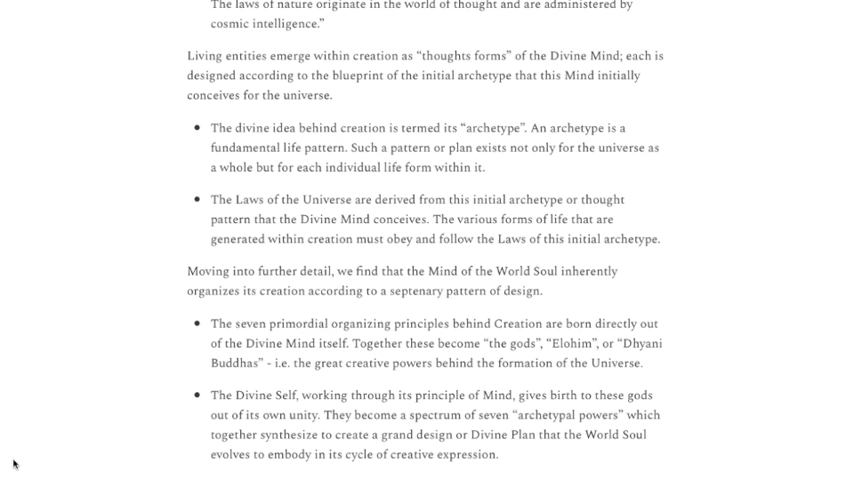 The laws of nature originate in the world of thought and are administered by
cosmic intelligence.”
Living entities emerge within creation as “thoughts forms” of the Divine Mind; each is
designed according to the blueprint of the initial archetype that this Mind initially
conceives for the universe.
• The divine idea behind creation is termed its “archetype”. An archetype is a
fundamental life pattern. Such a pattern or plan exists not only for the universe as
a whole but for each individual life form within it.
• The Laws of the Universe are derived from this initial archetype or thought
pattern that the Divine Mind conceives. The various forms of life that are
generated within creation must obey and follow the Laws of this initial archetype.
Moving into further detail, we find that the Mind of the World Soul inherently
organizes its creation according to a septenary pattern of design.
• The seven primordial organizing principles behind Creation are born directly out
of the Divine Mind itself. Together these become “the gods”, “Elohim”, or “Dhyani
Buddhas” - i.e. the great creative powers behind the formation of the Universe.
• The Divine Self, working through its principle of Mind, gives birth to these gods
out of its own unity. They become a spectrum of seven “archetypal powers” which
together synthesize to create a grand design or Divine Plan that the World Soul
evolves to embody in its cycle of creative expression.